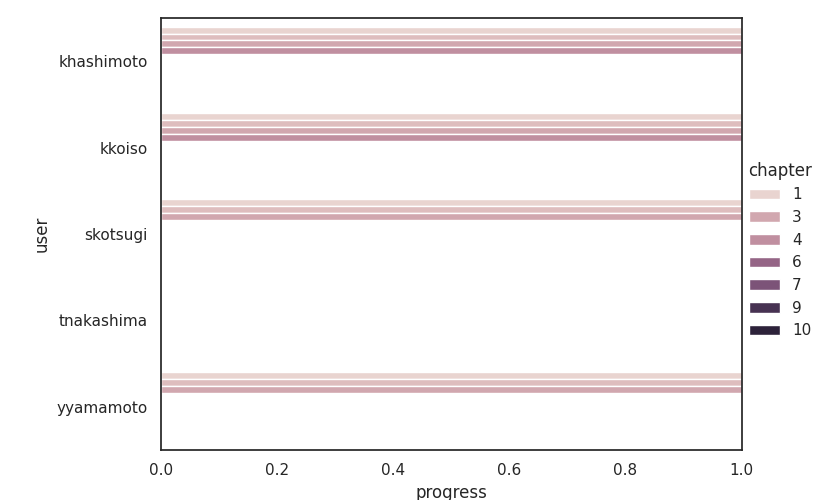 khashimoto
kkoiso
skotsugi
tnakashima
yyamamoto
user
0.0 0.2 0.4 0.6 0.8 1.0
progress
chapter
1
3
4
6
7
9
10